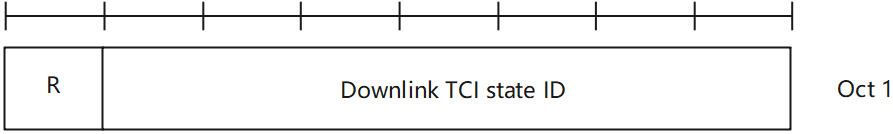 R Downlink TCI state ID Oct 1